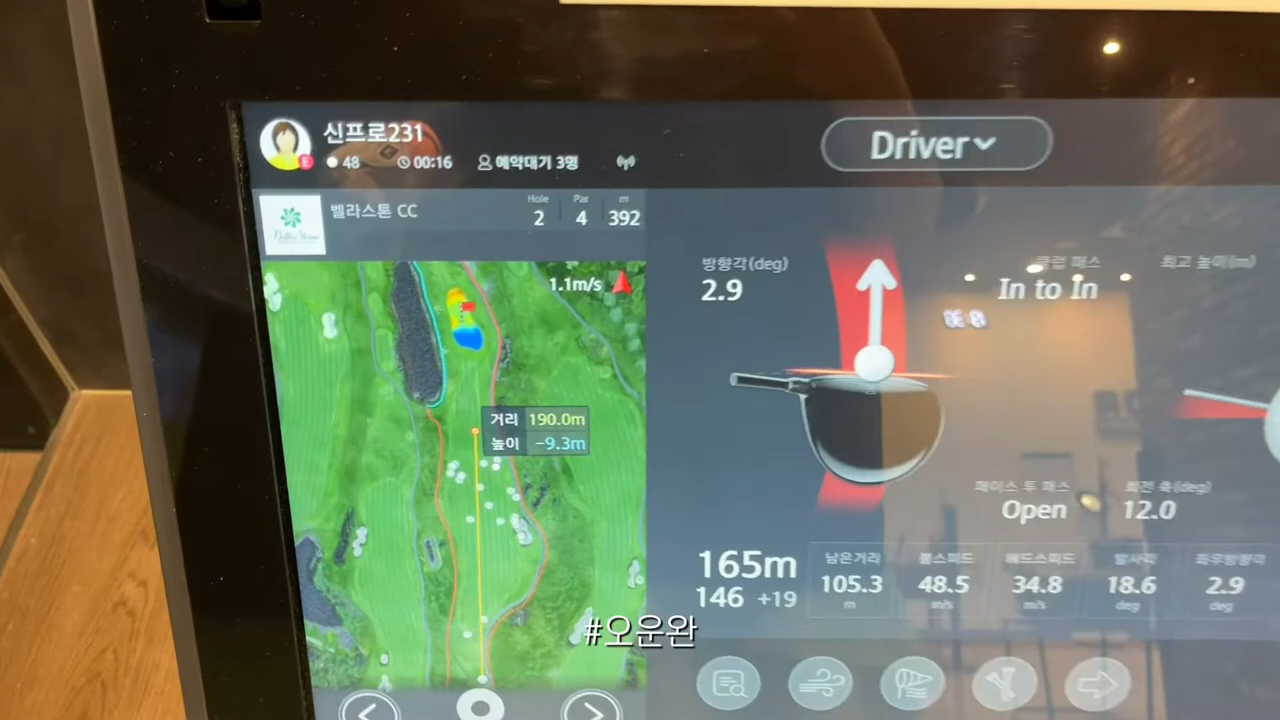 신프로231
E 48 00:16 예약대기 3명
Driver
벨라스톤 CC
Hole Par m
2 4 392
1.1m/s
거리 190.0m
높이 -9.3m
방향각(deg)
2.9
클럽 패스
In to In
최고 높이(m)
페이스 투 패스
Open
회전 축(deg)
12.0
165m
146 +19
남은거리
105.3
m
볼스피드
48.5
m/s
헤드스피드
34.8
m/s
발사각
18.6
deg
좌우방향각
2.9
deg
#오운완